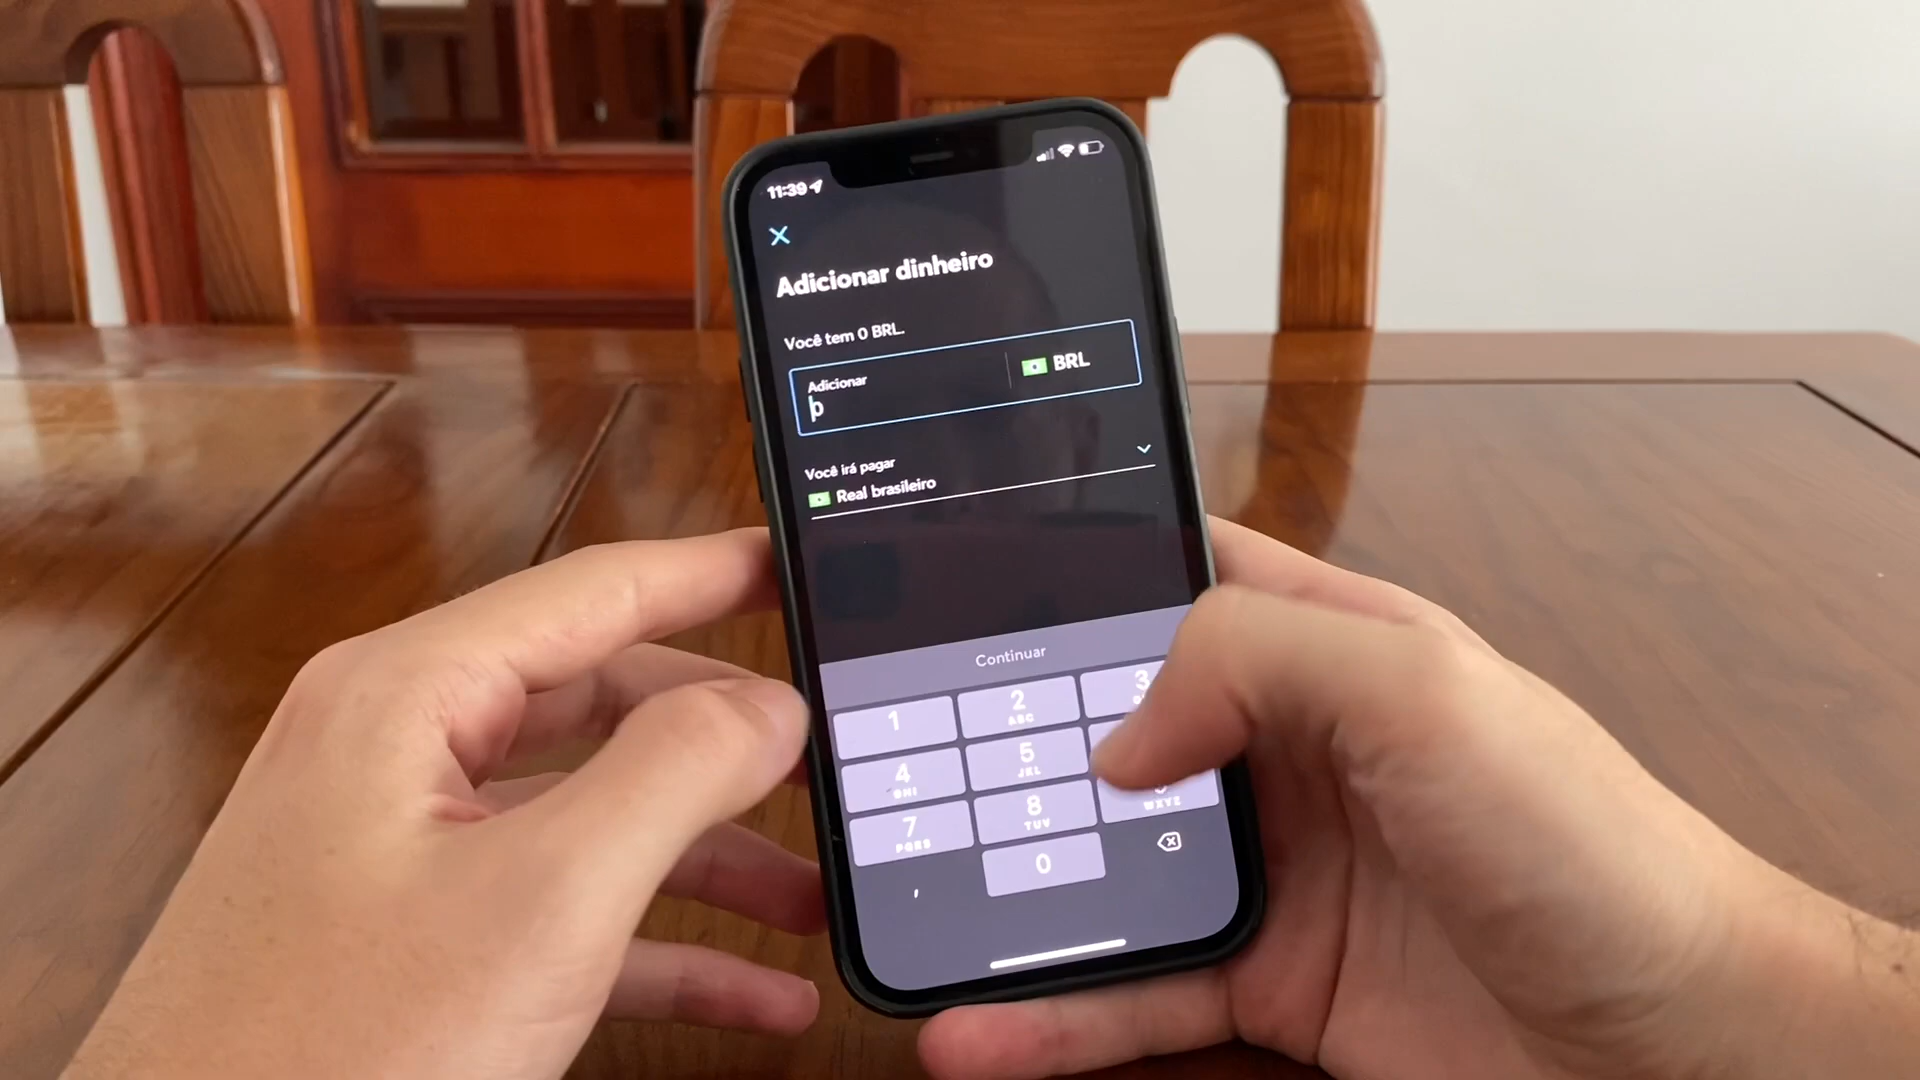 11:39
Adicionar dinheiro
Você tem 0 BRL.
Adicionar
0
BRL
Você irá pagar
Real brasileiro
Continuar
1
2
ABC
3
4
GHI
5
JKL
7
PQRS
8
TUV
WXYZ
,
0